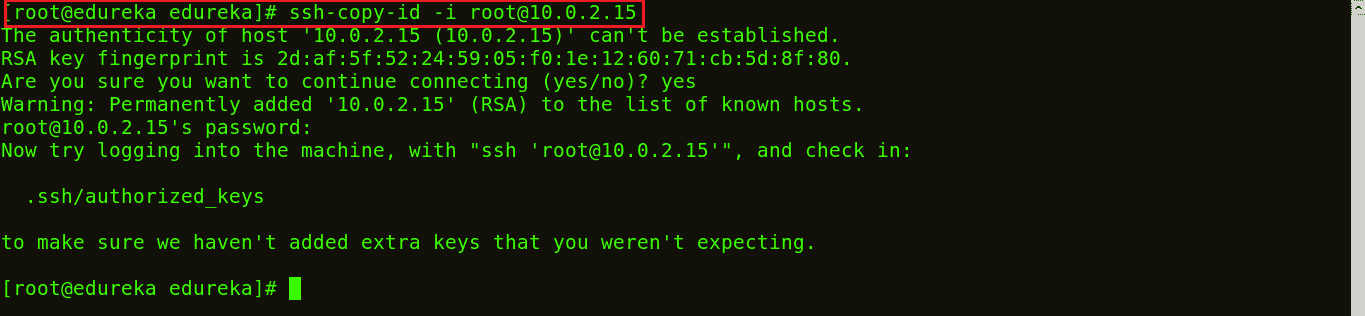 [root@edureka edureka]# ssh-copy-id -i root@10.0.2.15
The authenticity of host '10.0.2.15 (10.0.2.15)' can't be established.
RSA key fingerprint is 2d:af:5f:52:24:59:05:f0:1e:12:60:71:cb:5d:8f:80.
Are you sure you want to continue connecting (yes/no)? yes
Warning: Permanently added '10.0.2.15' (RSA) to the list of known hosts.
root@10.0.2.15's password:
Now try logging into the machine, with "ssh 'root@10.0.2.15'", and check in:
.ssh/authorized_keys
to make sure we haven't added extra keys that you weren't expecting.
[root@edureka edureka]#